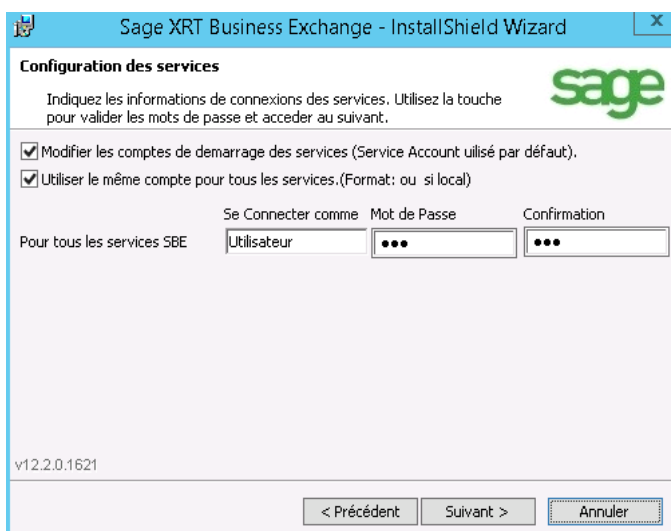 Sage XRT Business Exchange - InstallShield Wizard
x
Configuration des services
sage
Indiquez les informations de connexions des services. Utilisez la touche
pour valider les mots de passe et acceder au suivant.
Modifier les comptes de demarrage des services (Service Account uilisé par défaut).
Utiliser le même compte pour tous les services.(Format: ou si local)
Se Connecter comme Mot de Passe Confirmation
Pour tous les services SBE Utilisateur ●●● ●●●
v12.2.0.1621
< Précédent Suivant > Annuler